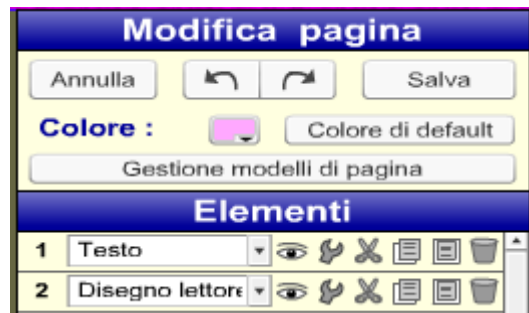 Modifica pagina
Annulla Salva
Colore : Colore di default
Gestione modelli di pagina
Elementi
1 Testo
2 Disegno lettore